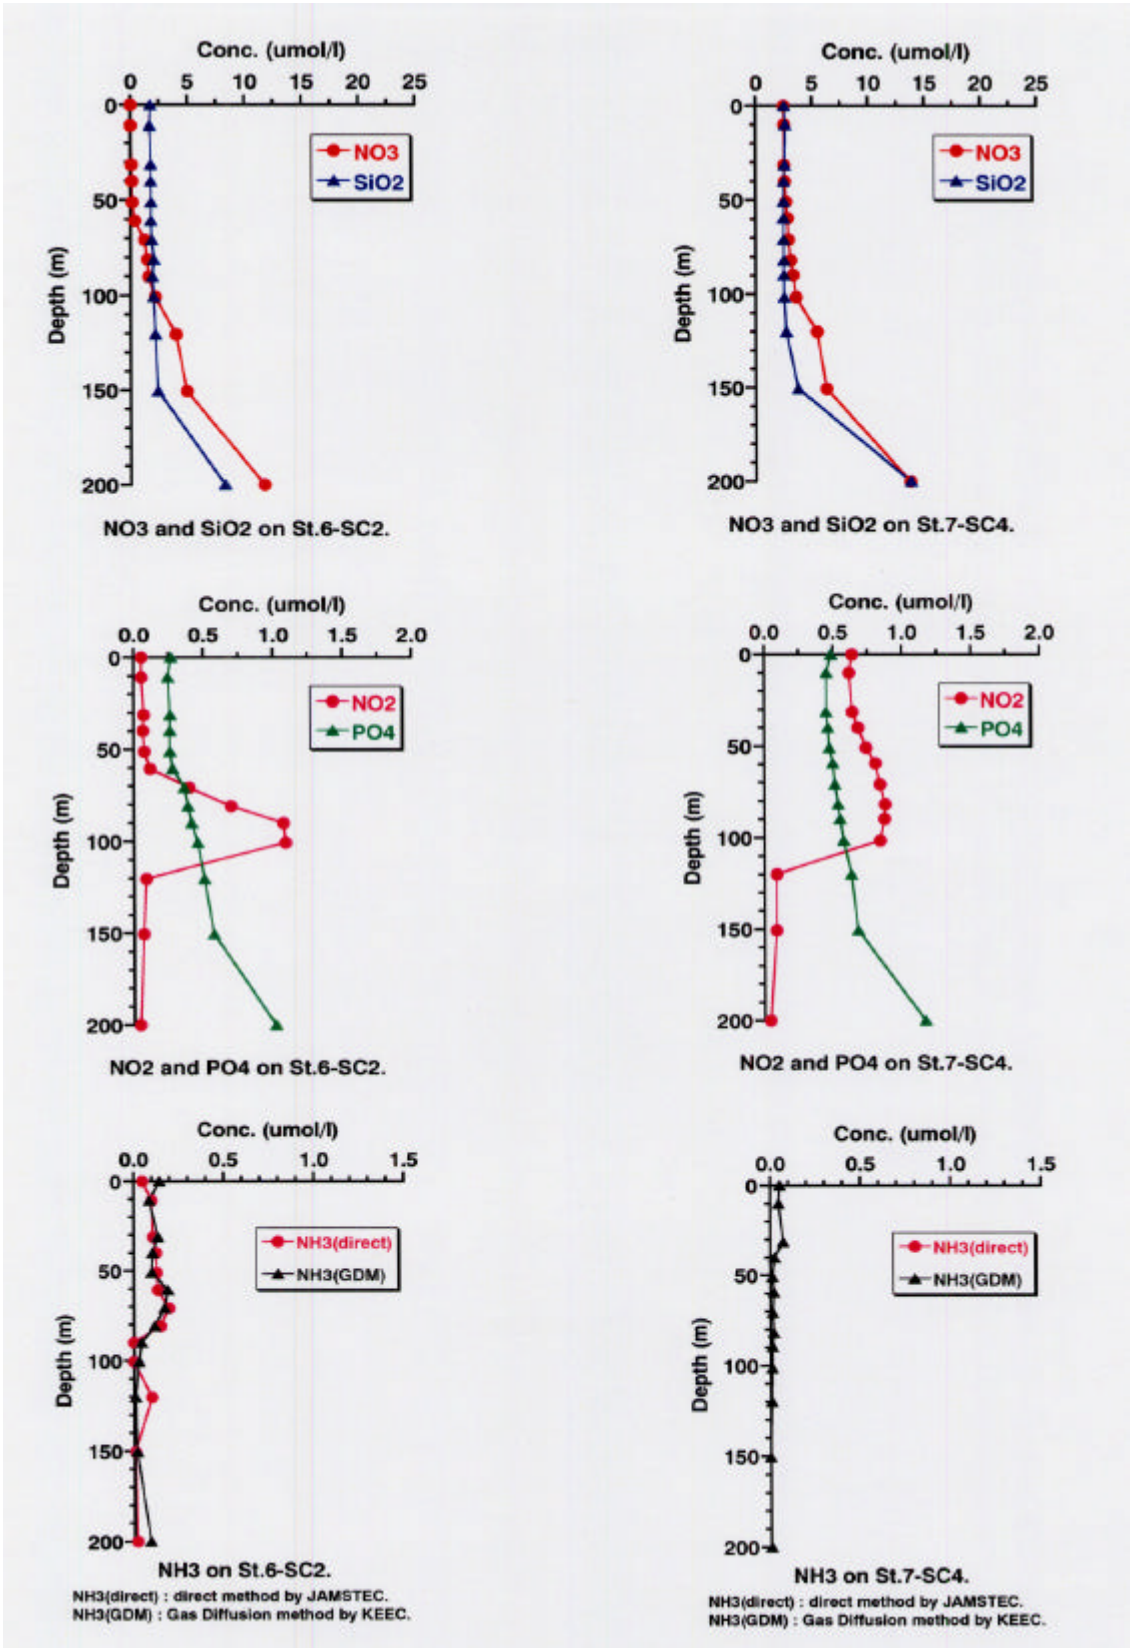 Conc. (umol/l)
0 5 10 15 20 25
0
50
100
150
200
Depth (m)
NO3
SiO2
NO3 and SiO2 on St.6-SC2.
Conc. (umol/l)
0 5 10 15 20 25
0
50
100
150
200
Depth (m)
NO3
SiO2
NO3 and SiO2 on St.7-SC4.
Conc. (umol/l)
0.0 0.5 1.0 1.5 2.0
0
50
100
150
200
Depth (m)
NO2
PO4
NO2 and PO4 on St.6-SC2.
Conc. (umol/l)
0.0 0.5 1.0 1.5 2.0
0
50
100
150
200
Depth (m)
NO2
PO4
NO2 and PO4 on St.7-SC4.
Conc. (umol/l)
0.0 0.5 1.0 1.5
0
50
100
150
200
Depth (m)
NH3(direct)
NH3(GDM)
NH3 on St.6-SC2.
NH3(direct) : direct method by JAMSTEC.
NH3(GDM) : Gas Diffusion method by KEEC.
Conc. (umol/l)
0.0 0.5 1.0 1.5
0
50
100
150
200
Depth (m)
NH3(direct)
NH3(GDM)
NH3 on St.7-SC4.
NH3(direct) : direct method by JAMSTEC.
NH3(GDM) : Gas Diffusion method by KEEC.